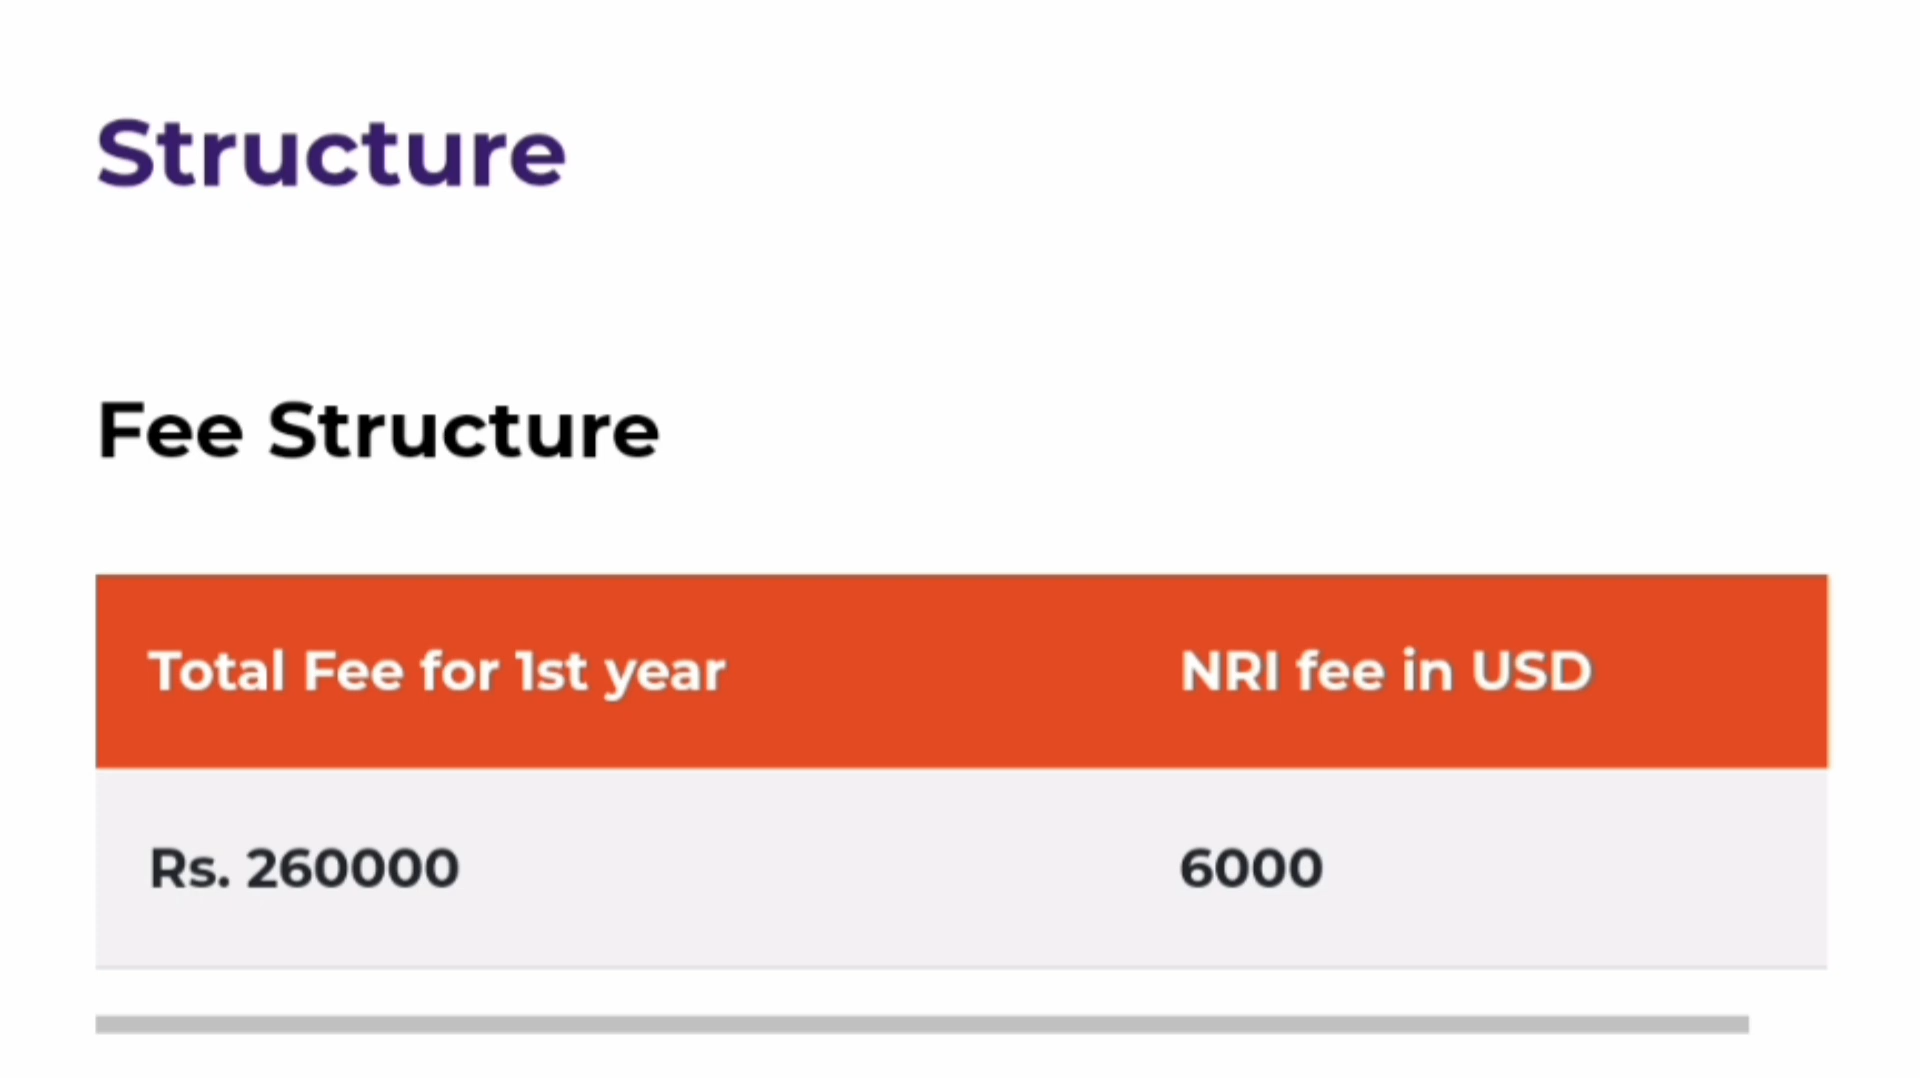 Structure
Fee Structure
Total Fee for 1st year NRI fee in USD
Rs. 260000 6000